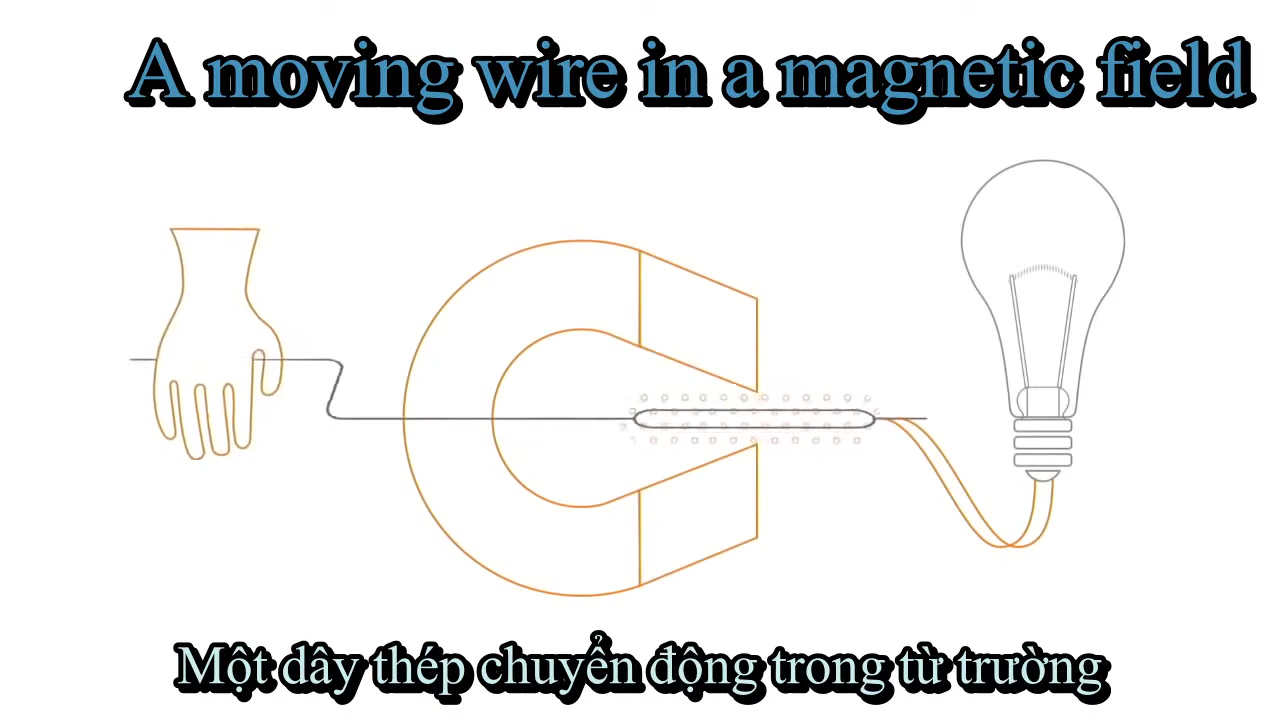 A moving wire in a magnetic field
Một dây thép chuyển động trong từ trường